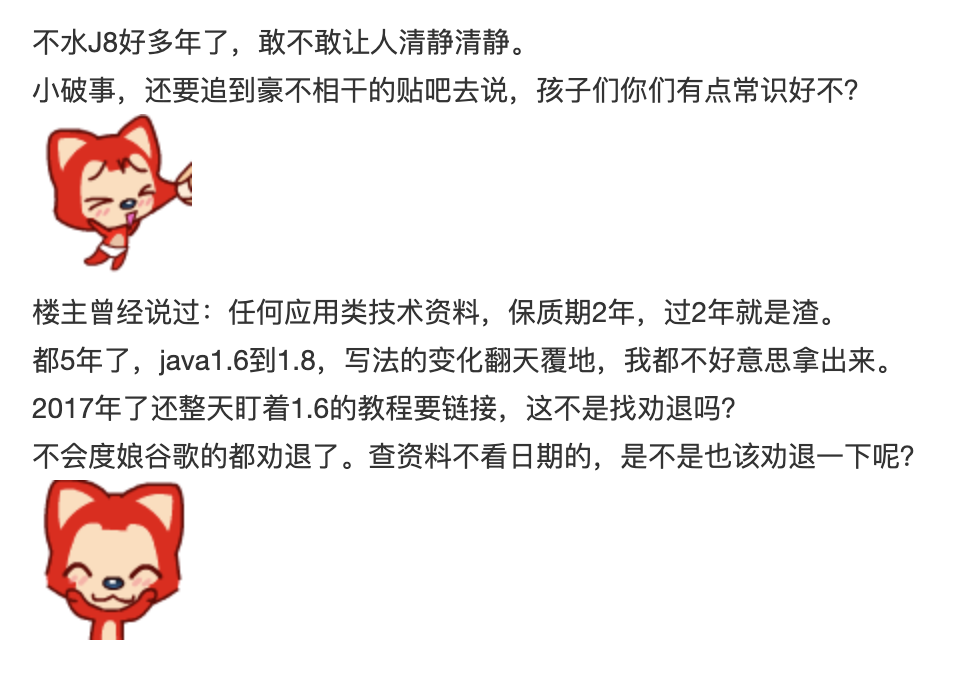 不水J8好多年了，敢不敢让人清静清静。
小破事，还要追到豪不相干的贴吧去说，孩子们你们有点常识好不？
楼主曾经说过：任何应用类技术资料，保质期2年，过2年就是渣。
都5年了，java1.6到1.8，写法的变化翻天覆地，我都不好意思拿出来。
2017年了还整天盯着1.6的教程要链接，这不是找劝退吗？
不会度娘谷歌的都劝退了。查资料不看日期的，是不是也该劝退一下呢？